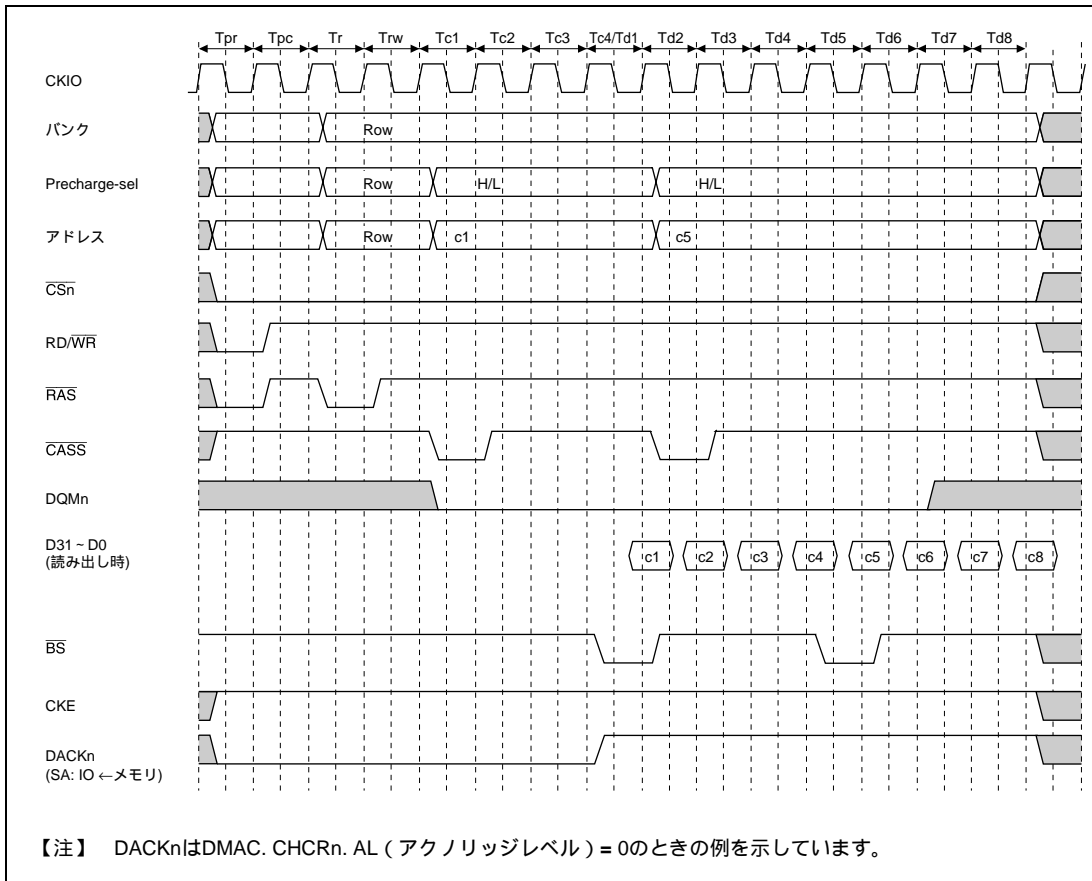 Tpr Tpc Tr Trw Tc1 Tc2 Tc3 Tc4/Td1 Td2 Td3 Td4 Td5 Td6 Td7 Td8
CKIO
バンク Row
Precharge-sel Row H/L H/L
アドレス Row c1 c5
CSn
RD/WR
RAS
CASS
DQMn
D31~D0
(読み出し時)
c1 c2 c3 c4 c5 c6 c7 c8
BS
CKE
DACKn
(SA: IO ←メモリ)
【注】 DACKnはDMAC. CHCRn. AL(アクノリッジレベル)= 0のときの例を示しています。